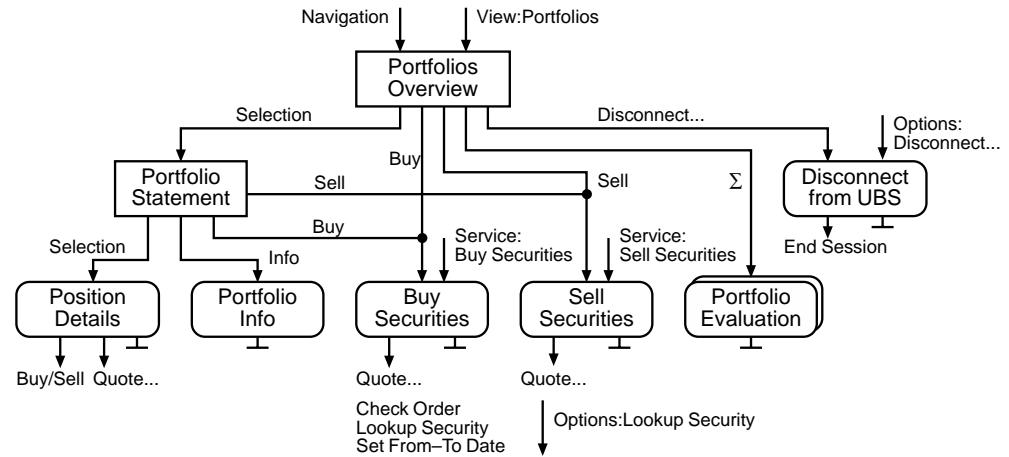 Navigation
View:Portfolios
Portfolios
Overview
Selection
Disconnect...
Options:
Disconnect...
Buy
Portfolio
Statement
Sell
Sell
Σ
Disconnect
from UBS
Buy
Selection
Info
Service:
Buy Securities
Service:
Sell Securities
End Session
Position
Details
Portfolio
Info
Buy
Securities
Sell
Securities
Portfolio
Evaluation
Buy/Sell
Quote...
Quote...
Quote...
Check Order
Lookup Security
Set From–To Date
Options:Lookup Security